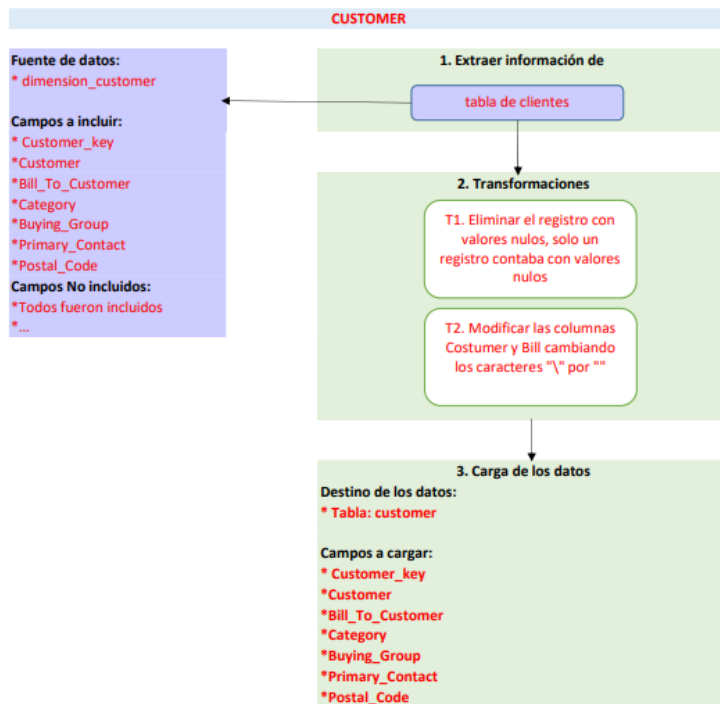 CUSTOMER
Fuente de datos:
* dimension_customer
Campos a incluir:
* Customer_key
*Customer
*Bill_To_Customer
*Category
*Buying_Group
*Primary_Contact
*Postal_Code
Campos No incluidos:
*Todos fueron incluidos
*...
1. Extraer información de
tabla de clientes
2. Transformaciones
T1. Eliminar el registro con
valores nulos, solo un
registro contaba con valores
nulos
T2. Modificar las columnas
Costumer y Bill cambiando
los caracteres "\" por ""
3. Carga de los datos
Destino de los datos:
* Tabla: customer
Campos a cargar:
* Customer_key
*Customer
*Bill_To_Customer
*Category
*Buying_Group
*Primary_Contact
*Postal_Code